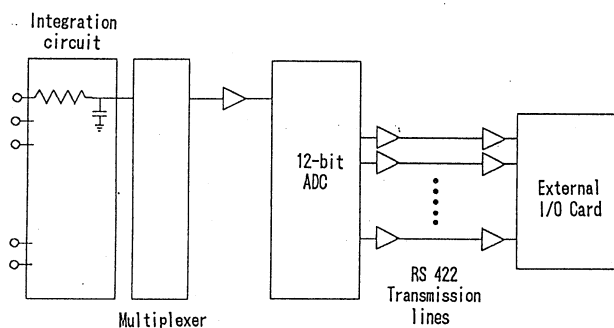 Integration
circuit
12-bit
ADC
External
I/O Card
RS 422
Transmission
lines
Multiplexer